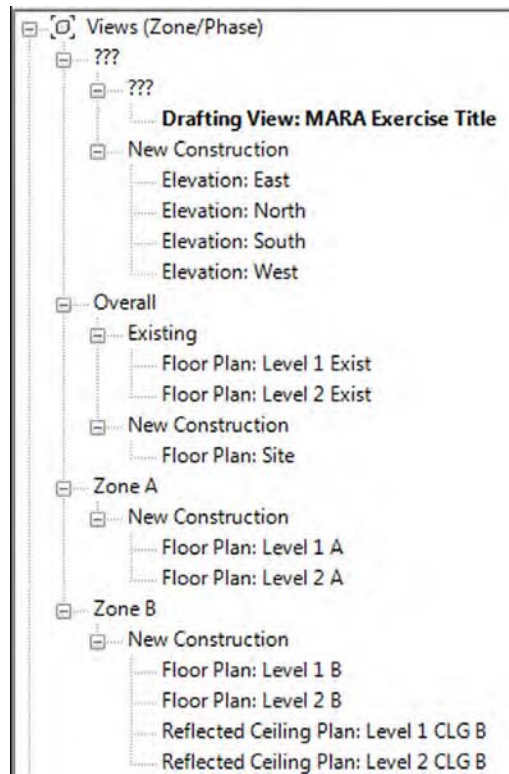 Views (Zone/Phase)
???
???
Drafting View: MARA Exercise Title
New Construction
Elevation: East
Elevation: North
Elevation: South
Elevation: West
Overall
Existing
Floor Plan: Level 1 Exist
Floor Plan: Level 2 Exist
New Construction
Floor Plan: Site
Zone A
New Construction
Floor Plan: Level 1 A
Floor Plan: Level 2 A
Zone B
New Construction
Floor Plan: Level 1 B
Floor Plan: Level 2 B
Reflected Ceiling Plan: Level 1 CLG B
Reflected Ceiling Plan: Level 2 CLG B